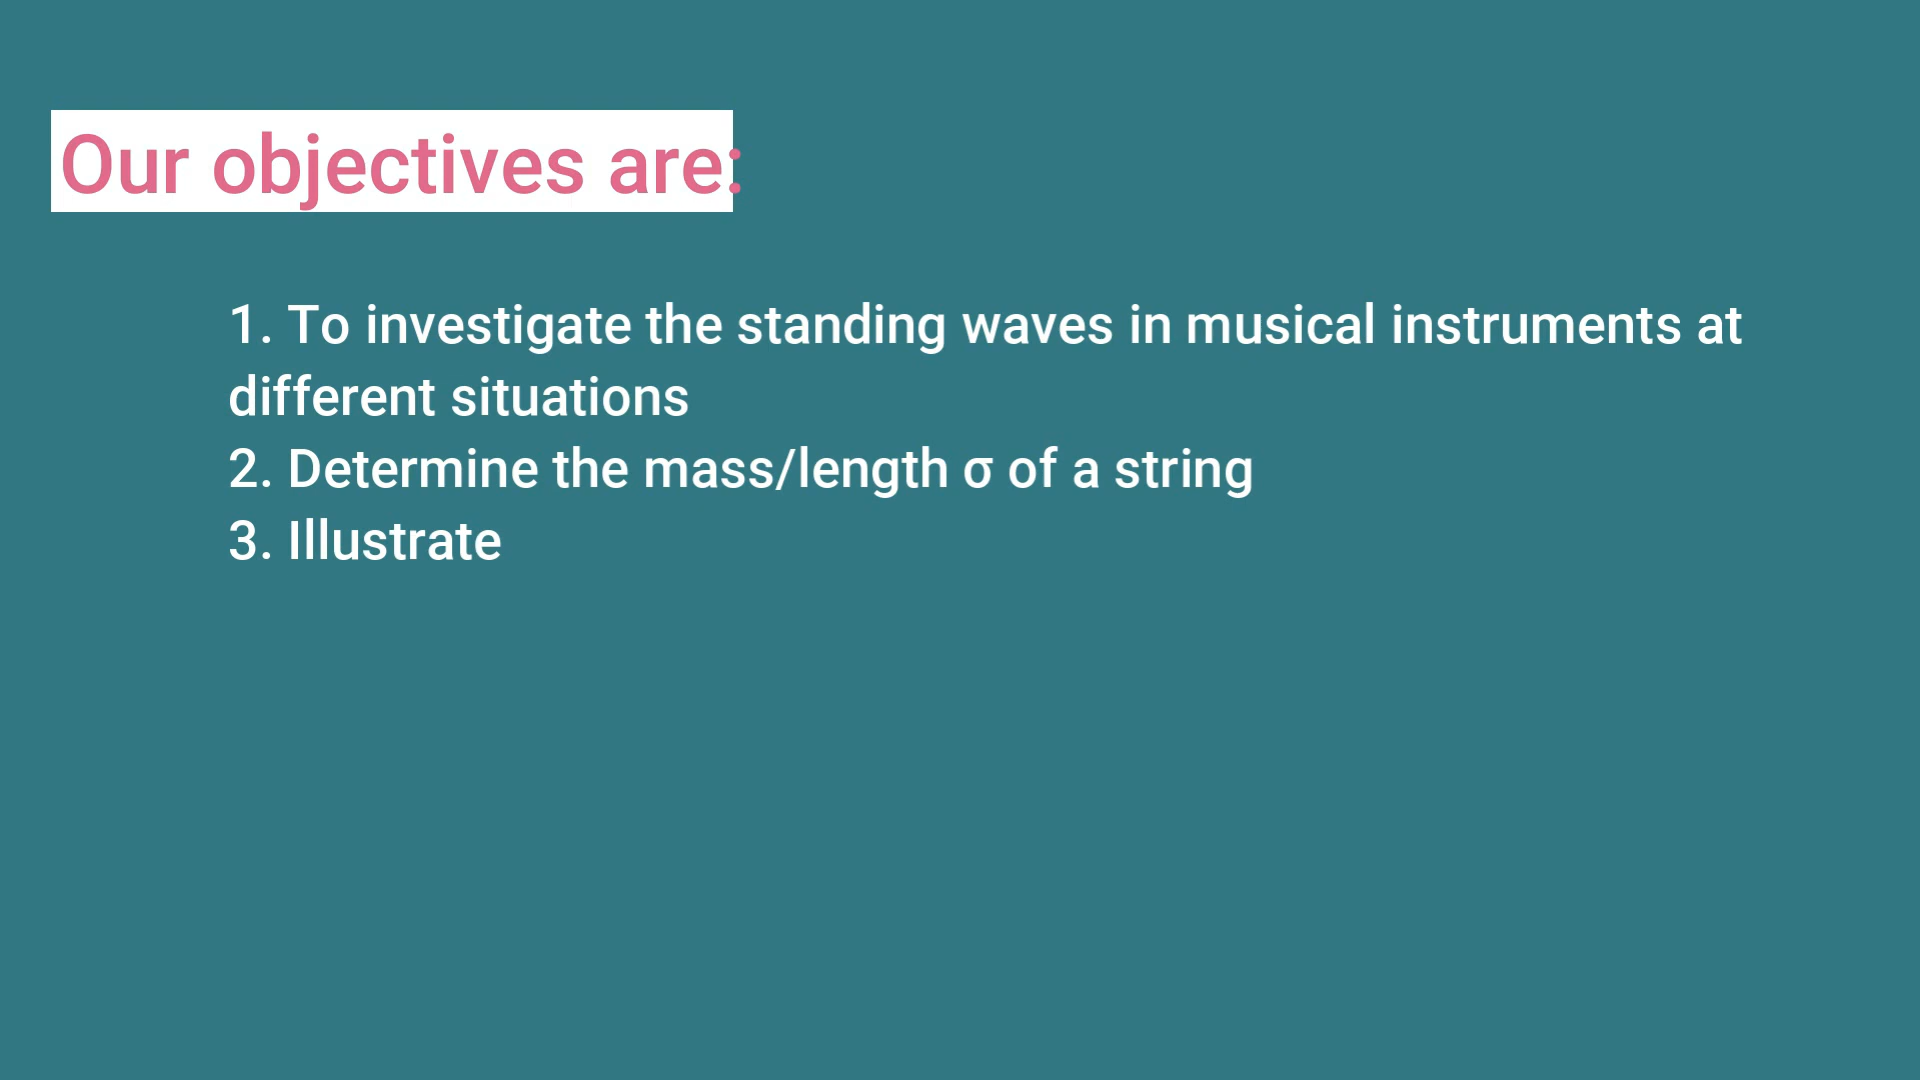 Our objectives are:
1. To investigate the standing waves in musical instruments at
different situations
2. Determine the mass/length σ of a string
3. Illustrate